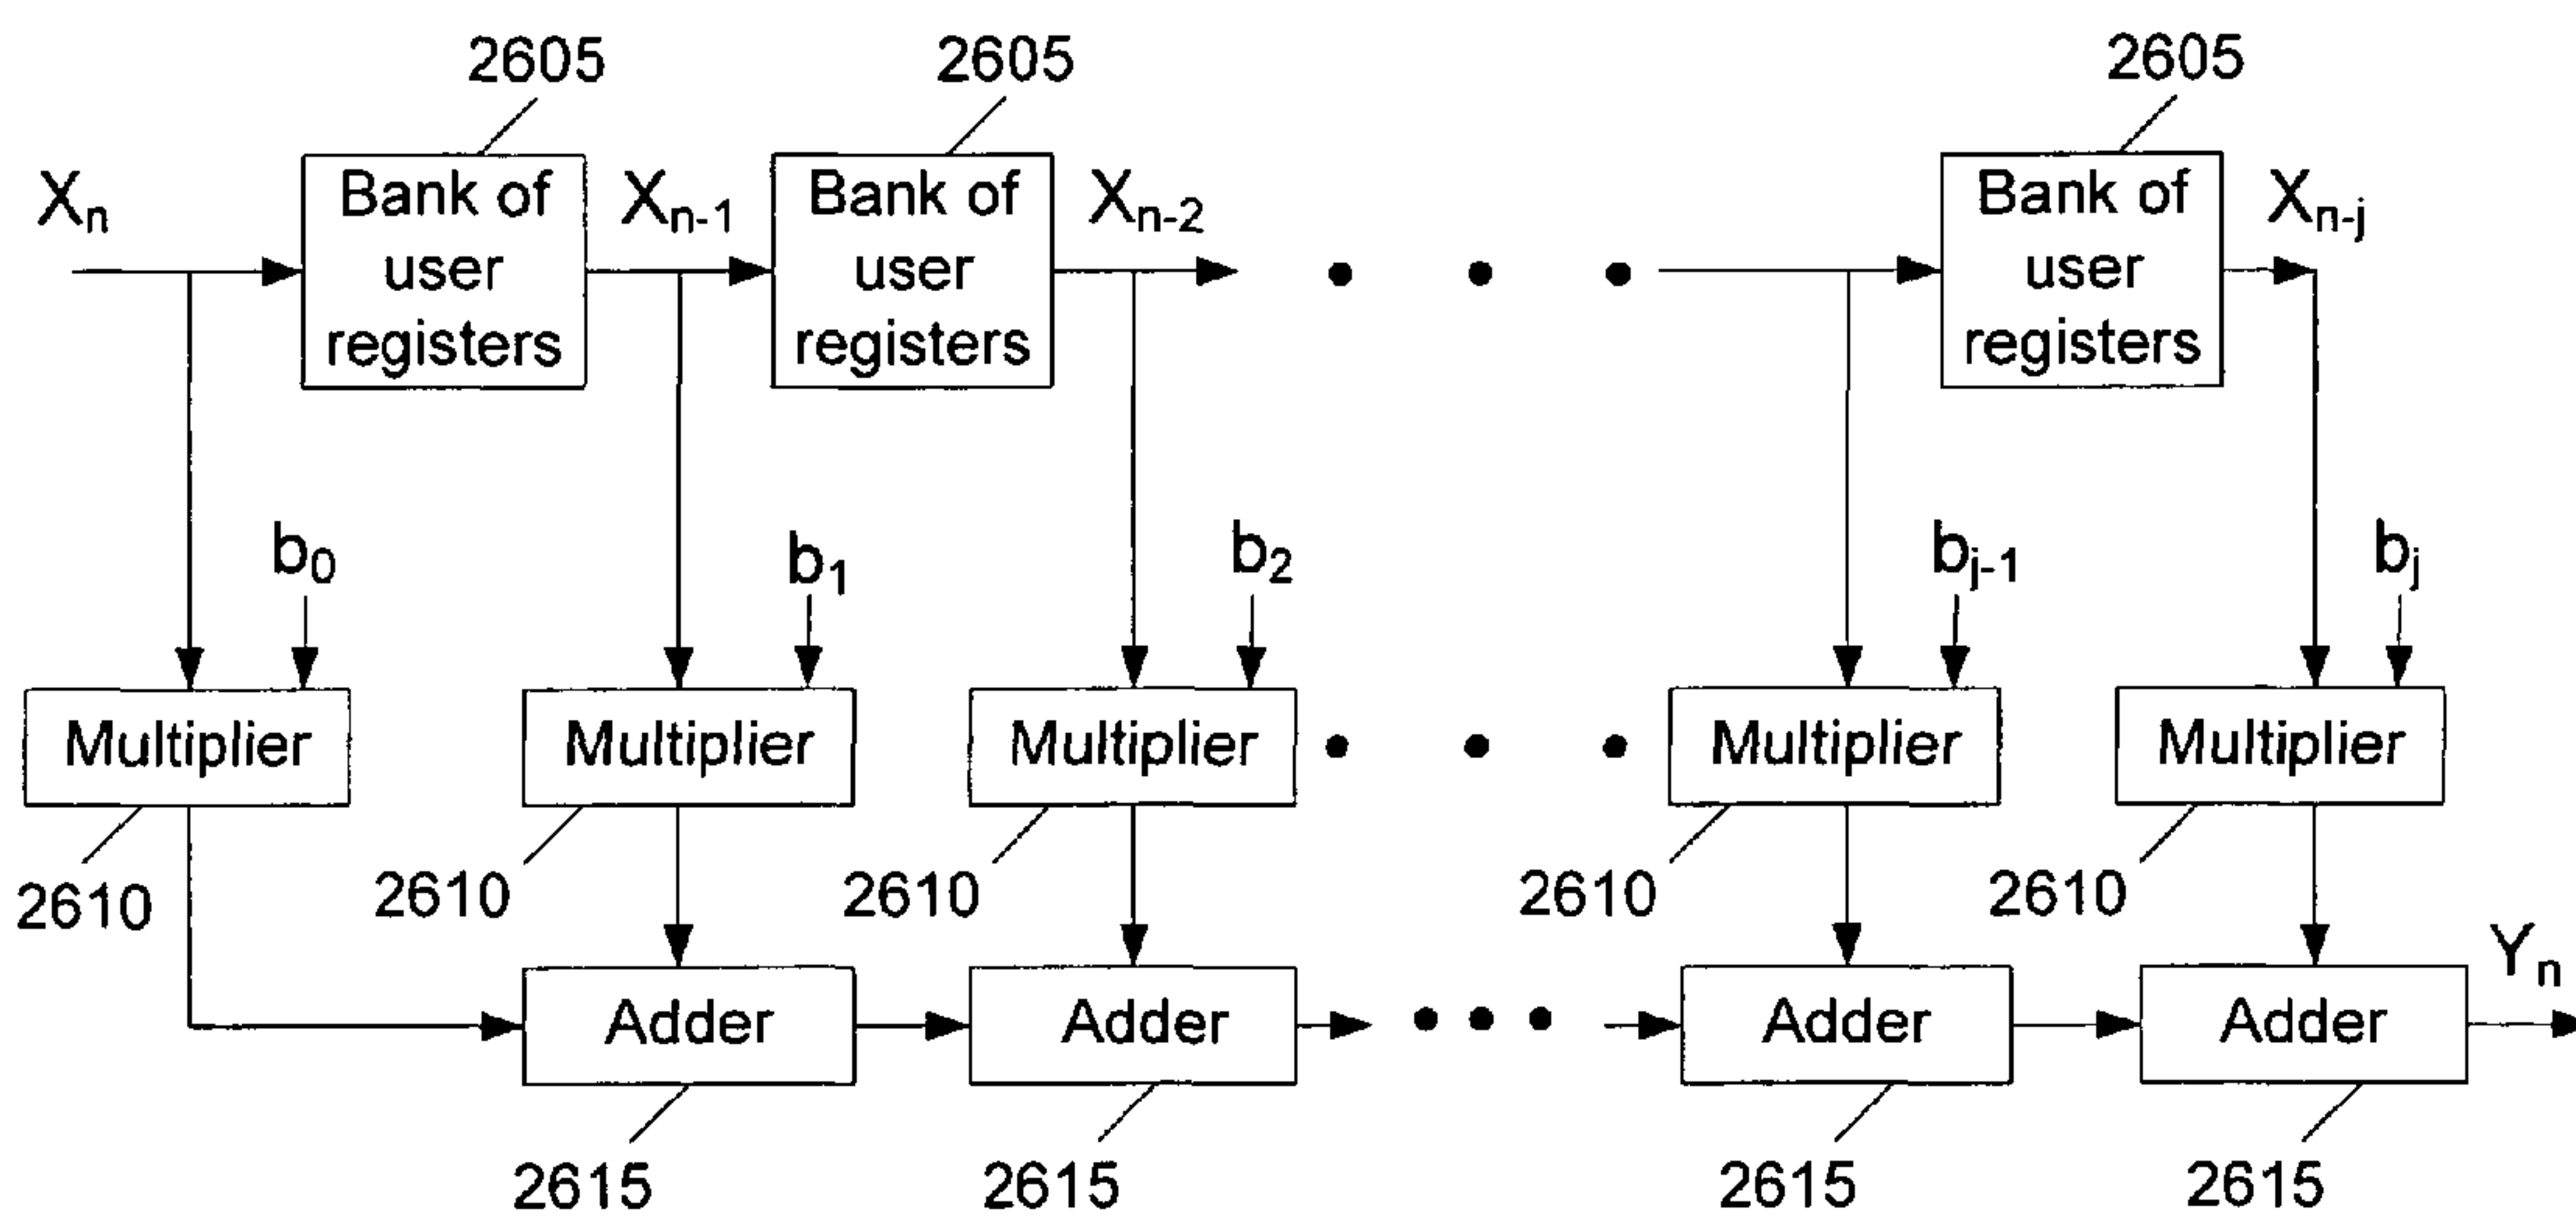 2605 2605 2605
Xn Bank of user registers Xn-1 Bank of user registers Xn-2 Bank of user registers Xn-j
b0 b1 b2 bj-1 bj
Multiplier Multiplier Multiplier Multiplier Multiplier
2610 2610 2610 2610 2610
Adder Adder Adder Adder Yn
2615 2615 2615 2615